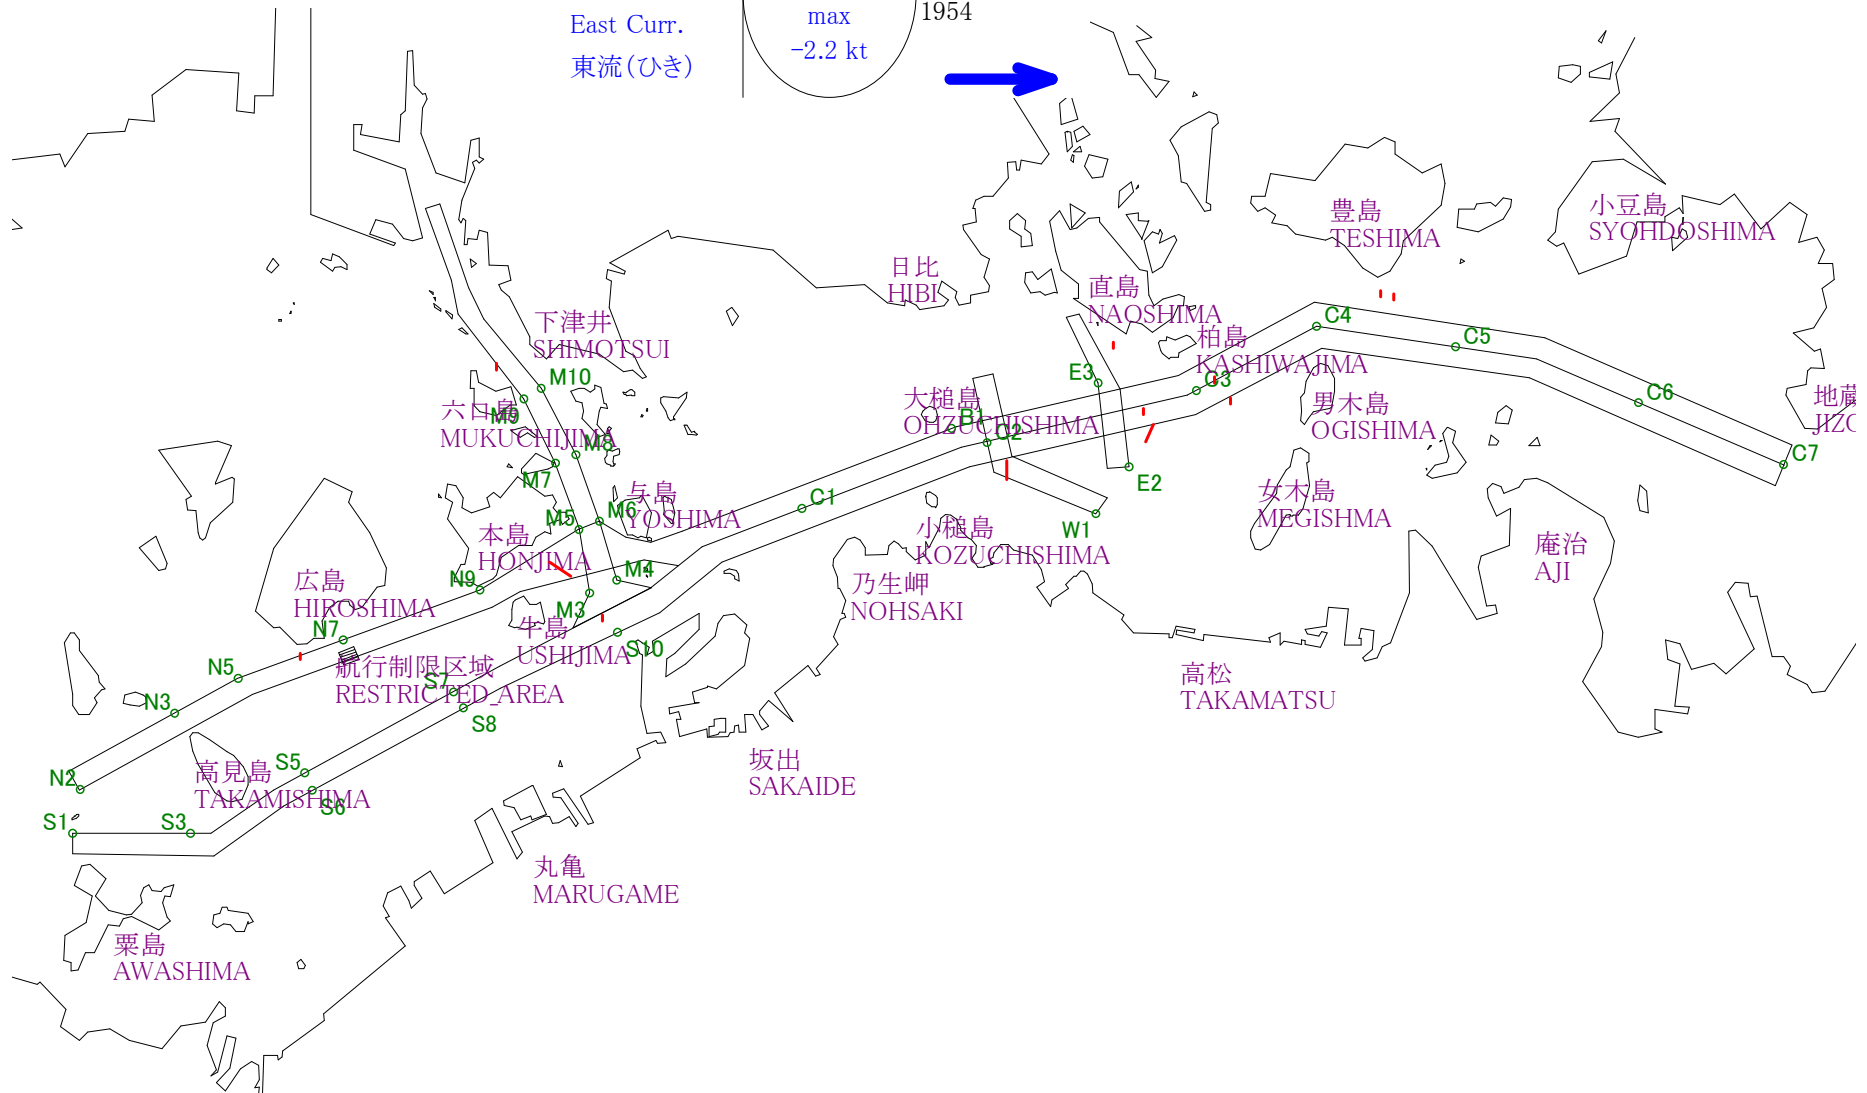 East Curr.
東流(ひき)
max
-2.2 kt
1954
豊島
TESHIMA
小豆島
SYOHDOSHIMA
日比
HIBI
直島
NAOSHIMA
下津井
SHIMOTSUI
柏島
KASHIWAJIMA
C4
C5
C6
C7
M10
M9
E3
C3
六口島
MUKUCHIJIMA
大槌島
OHZUCHISHIMA
B1
C2
男木島
OGISHIMA
M8
M7
E2
与島
YOSHIMA
C1
女木島
MEGISHMA
M6
M5
W1
本島
HONJIMA
小槌島
KOZUCHISHIMA
庵治
AJI
広島
HIROSHIMA
N9
M4
M3
乃生岬
NOHSAKI
牛島
USHIJIMA
N7
S10
N5
航行制限区域
RESTRICTED_AREA
S7
高松
TAKAMATSU
N3
S8
坂出
SAKAIDE
N2
高見島
TAKAMISHIMA
S5
S6
S1
S3
丸亀
MARUGAME
粟島
AWASHIMA